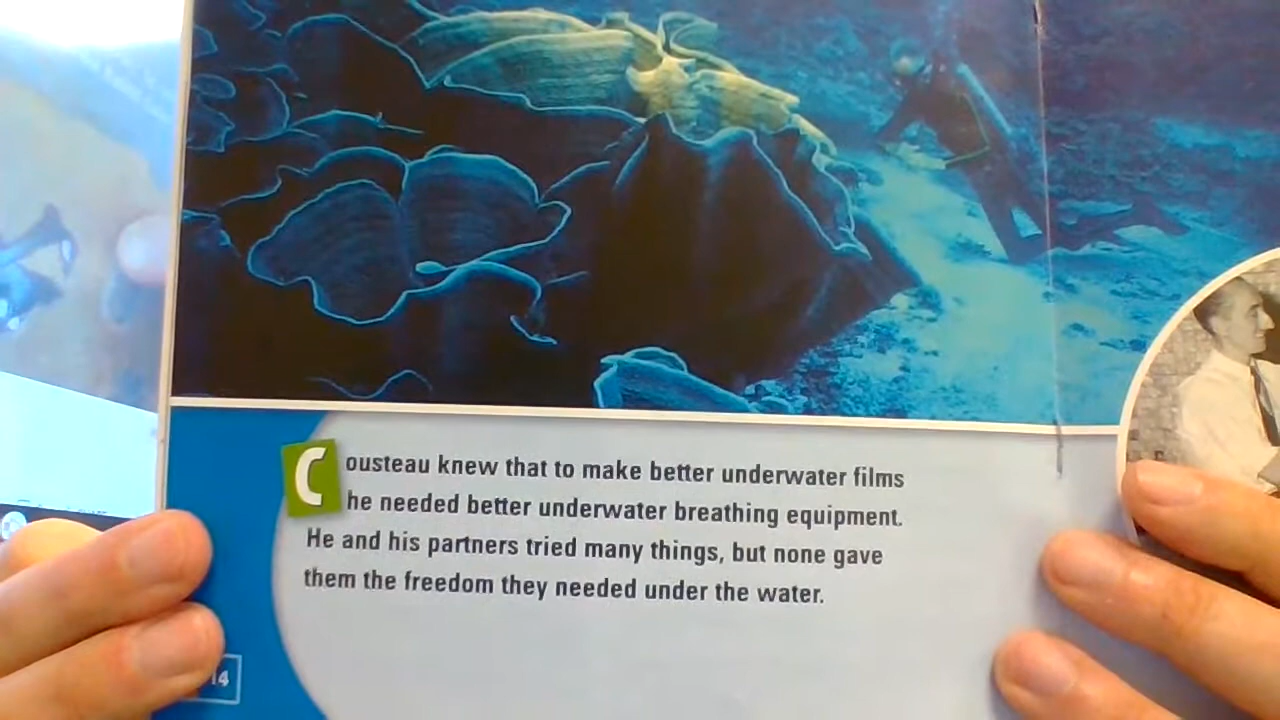 Cousteau knew that to make better underwater films
he needed better underwater breathing equipment.
He and his partners tried many things, but none gave
them the freedom they needed under the water.
14